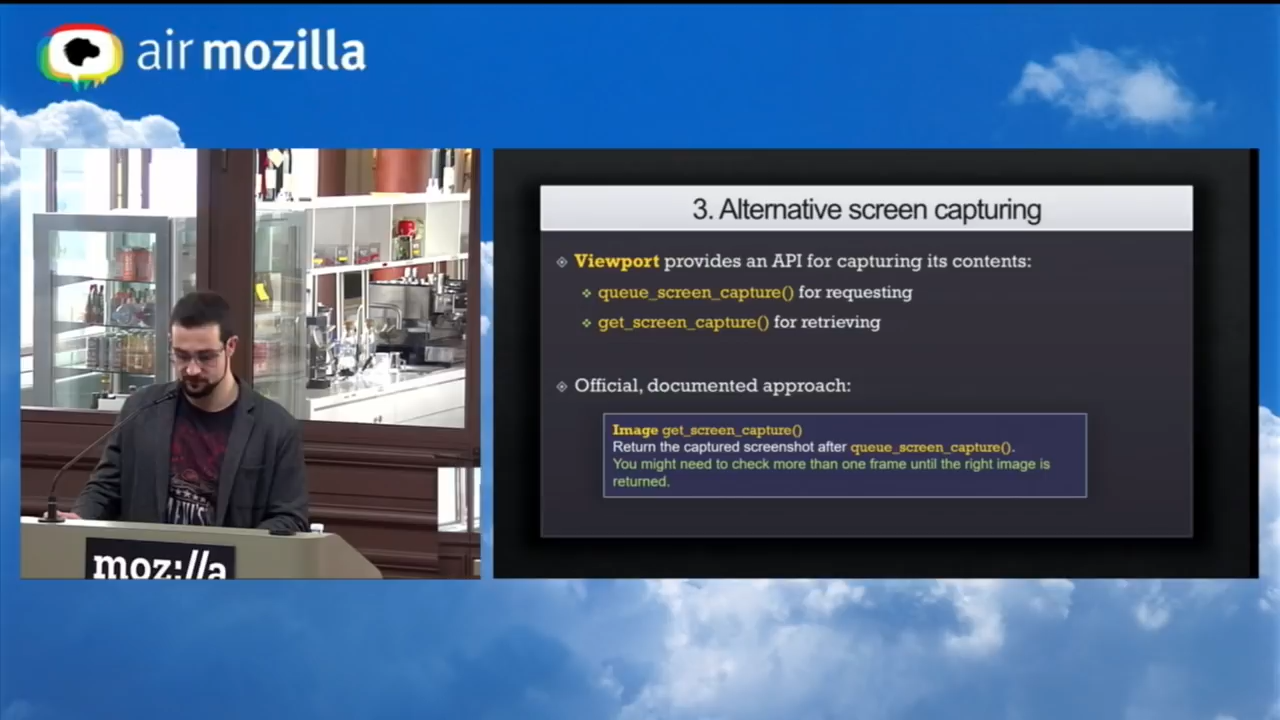 air mozilla
3. Alternative screen capturing
Viewport provides an API for capturing its contents:
queue_screen_capture() for requesting
get_screen_capture() for retrieving
Official, documented approach:
Image get_screen_capture()
Return the captured screenshot after queue_screen_capture().
You might need to check more than one frame until the right image is
returned.
moz://a